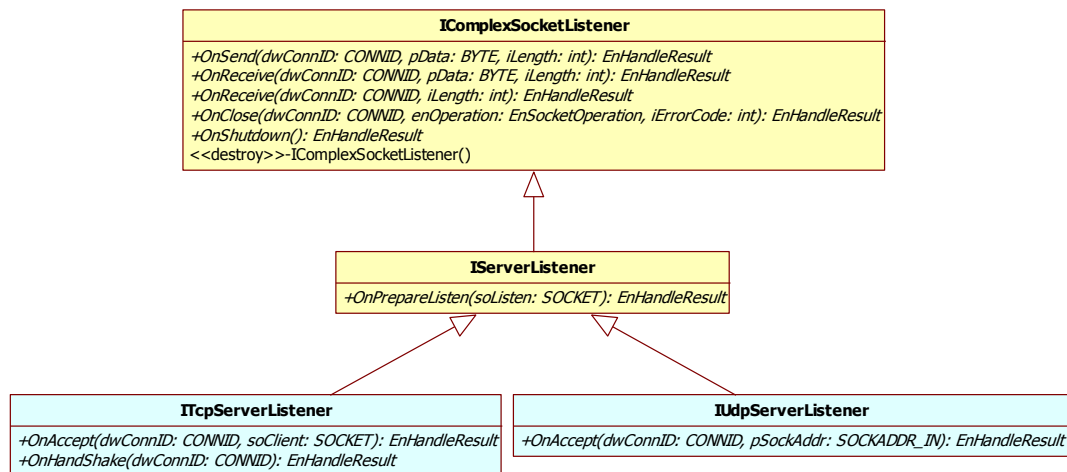 IComplexSocketListener
+OnSend(dwConnID: CONNID, pData: BYTE, iLength: int): EnHandleResult
+OnReceive(dwConnID: CONNID, pData: BYTE, iLength: int): EnHandleResult
+OnReceive(dwConnID: CONNID, iLength: int): EnHandleResult
+OnClose(dwConnID: CONNID, enOperation: EnSocketOperation, iErrorCode: int): EnHandleResult
+OnShutdown(): EnHandleResult
<<destroy>>-IComplexSocketListener()
IServerListener
+OnPrepareListen(soListen: SOCKET): EnHandleResult
ITcpServerListener
+OnAccept(dwConnID: CONNID, soClient: SOCKET): EnHandleResult
+OnHandShake(dwConnID: CONNID): EnHandleResult
IUdpServerListener
+OnAccept(dwConnID: CONNID, pSockAddr: SOCKADDR_IN): EnHandleResult